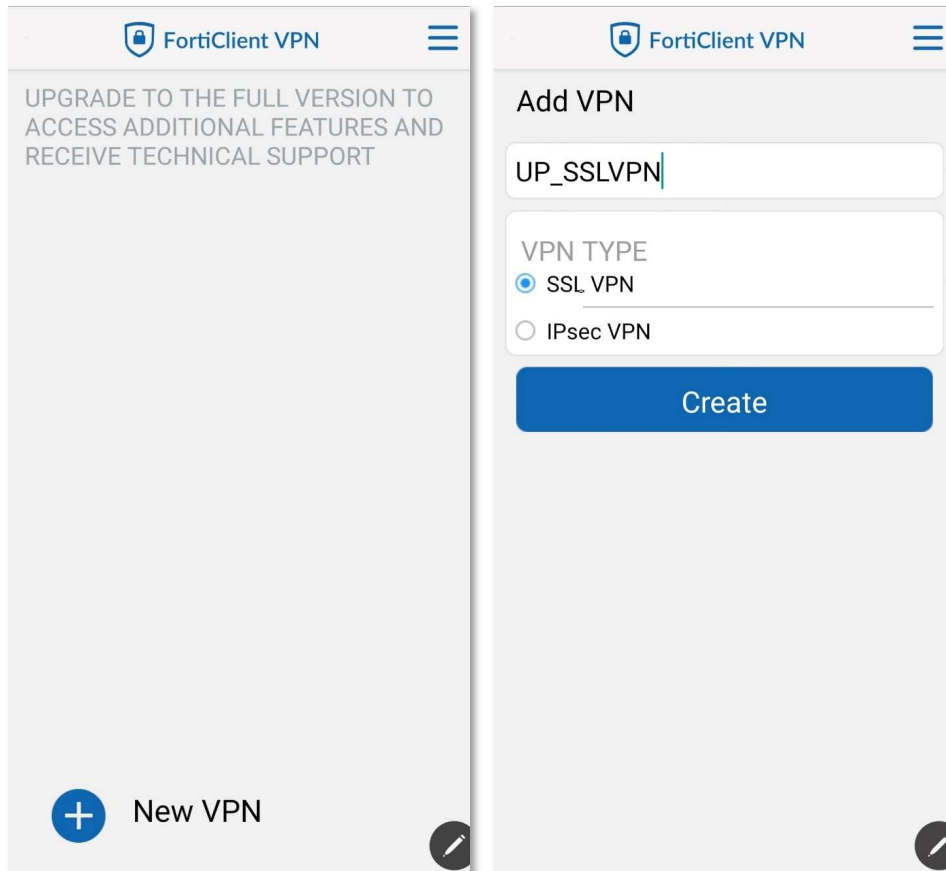 FortiClient VPN
UPGRADE TO THE FULL VERSION TO
ACCESS ADDITIONAL FEATURES AND
RECEIVE TECHNICAL SUPPORT
New VPN
FortiClient VPN
Add VPN
UP_SSLVPN
VPN TYPE
SSL VPN
IPsec VPN
Create